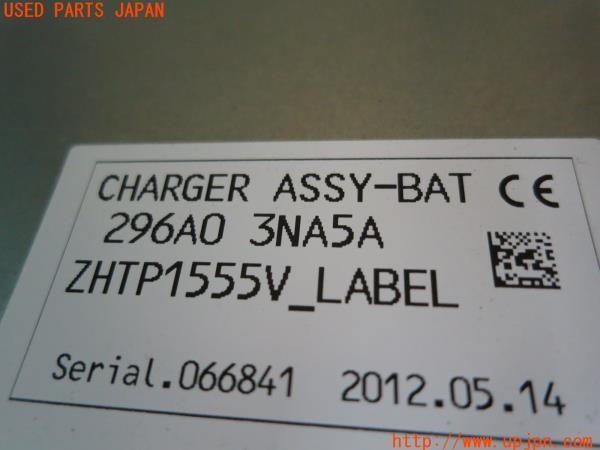 USED PARTS JAPAN
CHARGER ASSY-BAT CE
296A0 3NA5A
ZHTP1555V_LABEL
Serial.066841 2012.05.14
http://www.upjpn.com